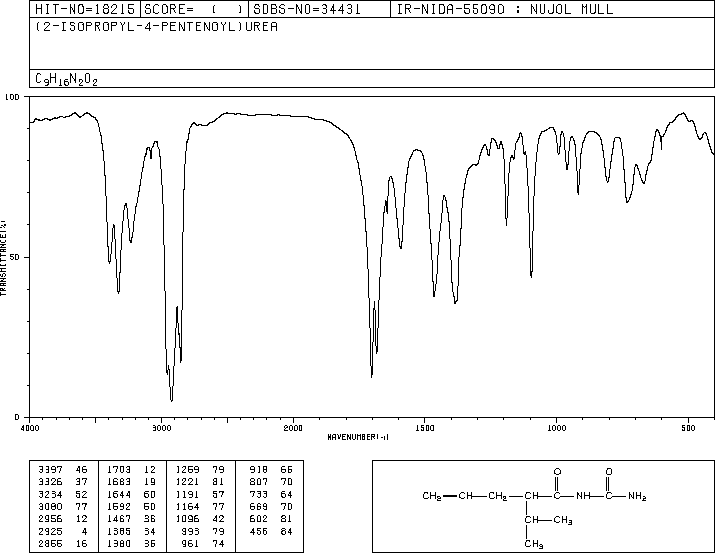 HIT-NO=18215 SCORE= ( ) SDBS-NO=34431 IR-NIDA-55090 : NUJOL MULL
(2-ISOPROPYL-4-PENTENOYL)UREA
C9H16N2O2
100
50
0
TRANSMITTANCE(%)
4000 3000 2000 1500 1000 500
WAVENUMBER(-1)
3397 46 1703 12 1259 79 918 66
3326 37 1683 19 1221 81 807 70
3234 52 1644 60 1191 57 733 64
3080 77 1592 60 1164 77 669 70
2956 12 1467 36 1096 42 602 81
2925 4 1385 34 993 79 456 84
2855 16 1380 35 961 74
O O
CH2 CH CH2 CH C NH C NH2
CH CH3
CH3